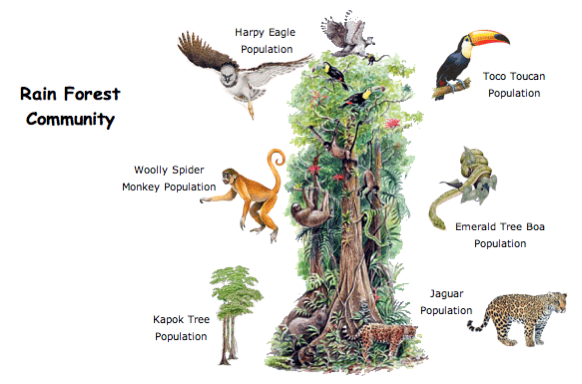 Rain Forest
Community
Harpy Eagle
Population
Toco Toucan
Population
Woolly Spider
Monkey Population
Emerald Tree Boa
Population
Kapok Tree
Population
Jaguar
Population